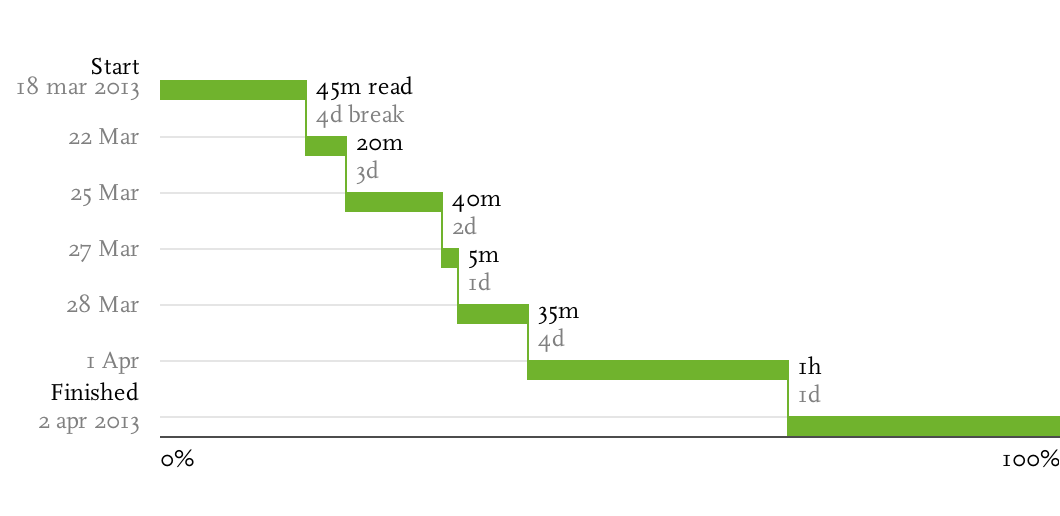 Start
18 mar 2013
45m read
4d break
22 Mar
20m
3d
25 Mar
40m
2d
27 Mar
5m
1d
28 Mar
35m
4d
1 Apr
1h
1d
Finished
2 apr 2013
0%
100%